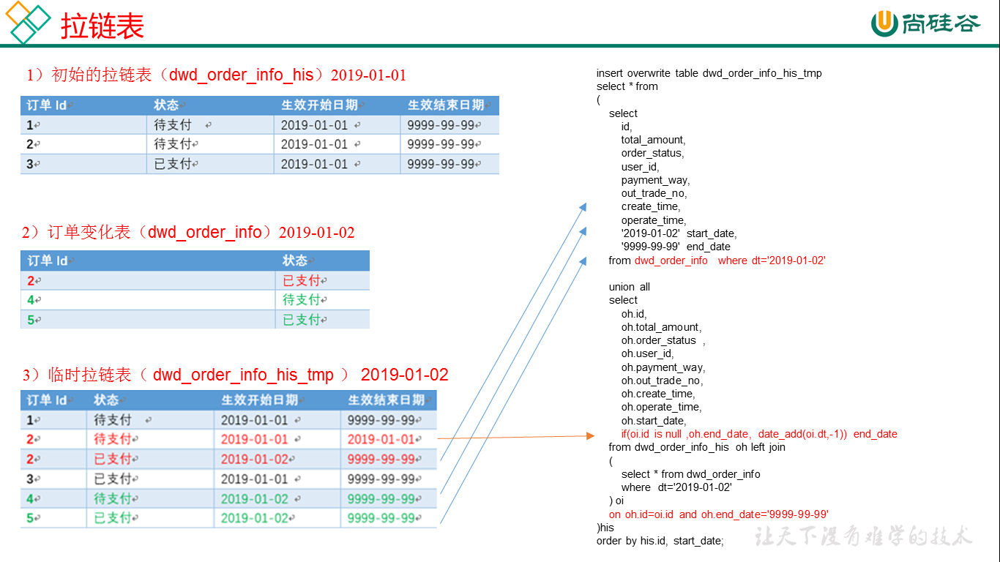 拉链表
尚硅谷
1）初始的拉链表（dwd_order_info_his）2019-01-01
订单 Id 状态 生效开始日期 生效结束日期
1 待支付 2019-01-01 9999-99-99
2 待支付 2019-01-01 9999-99-99
3 已支付 2019-01-01 9999-99-99
2）订单变化表（dwd_order_info）2019-01-02
订单 Id 状态
2 已支付
4 待支付
5 已支付
3）临时拉链表（ dwd_order_info_his_tmp ） 2019-01-02
订单 Id 状态 生效开始日期 生效结束日期
1 待支付 2019-01-01 9999-99-99
2 待支付 2019-01-01 2019-01-01
2 已支付 2019-01-02 9999-99-99
3 已支付 2019-01-01 9999-99-99
4 待支付 2019-01-02 9999-99-99
5 已支付 2019-01-02 9999-99-99
insert overwrite table dwd_order_info_his_tmp
select * from
(
select
id,
total_amount,
order_status,
user_id,
payment_way,
out_trade_no,
create_time,
operate_time,
'2019-01-02' start_date,
'9999-99-99' end_date
from dwd_order_info where dt='2019-01-02'
union all
select
oh.id,
oh.total_amount,
oh.order_status ,
oh.user_id,
oh.payment_way,
oh.out_trade_no,
oh.create_time,
oh.operate_time,
oh.start_date,
if(oi.id is null ,oh.end_date, date_add(oi.dt,-1)) end_date
from dwd_order_info_his oh left join
(
select * from dwd_order_info
where dt='2019-01-02'
) oi
on oh.id=oi.id and oh.end_date='9999-99-99'
)his
order by his.id, start_date;
让天下没有难学的技术